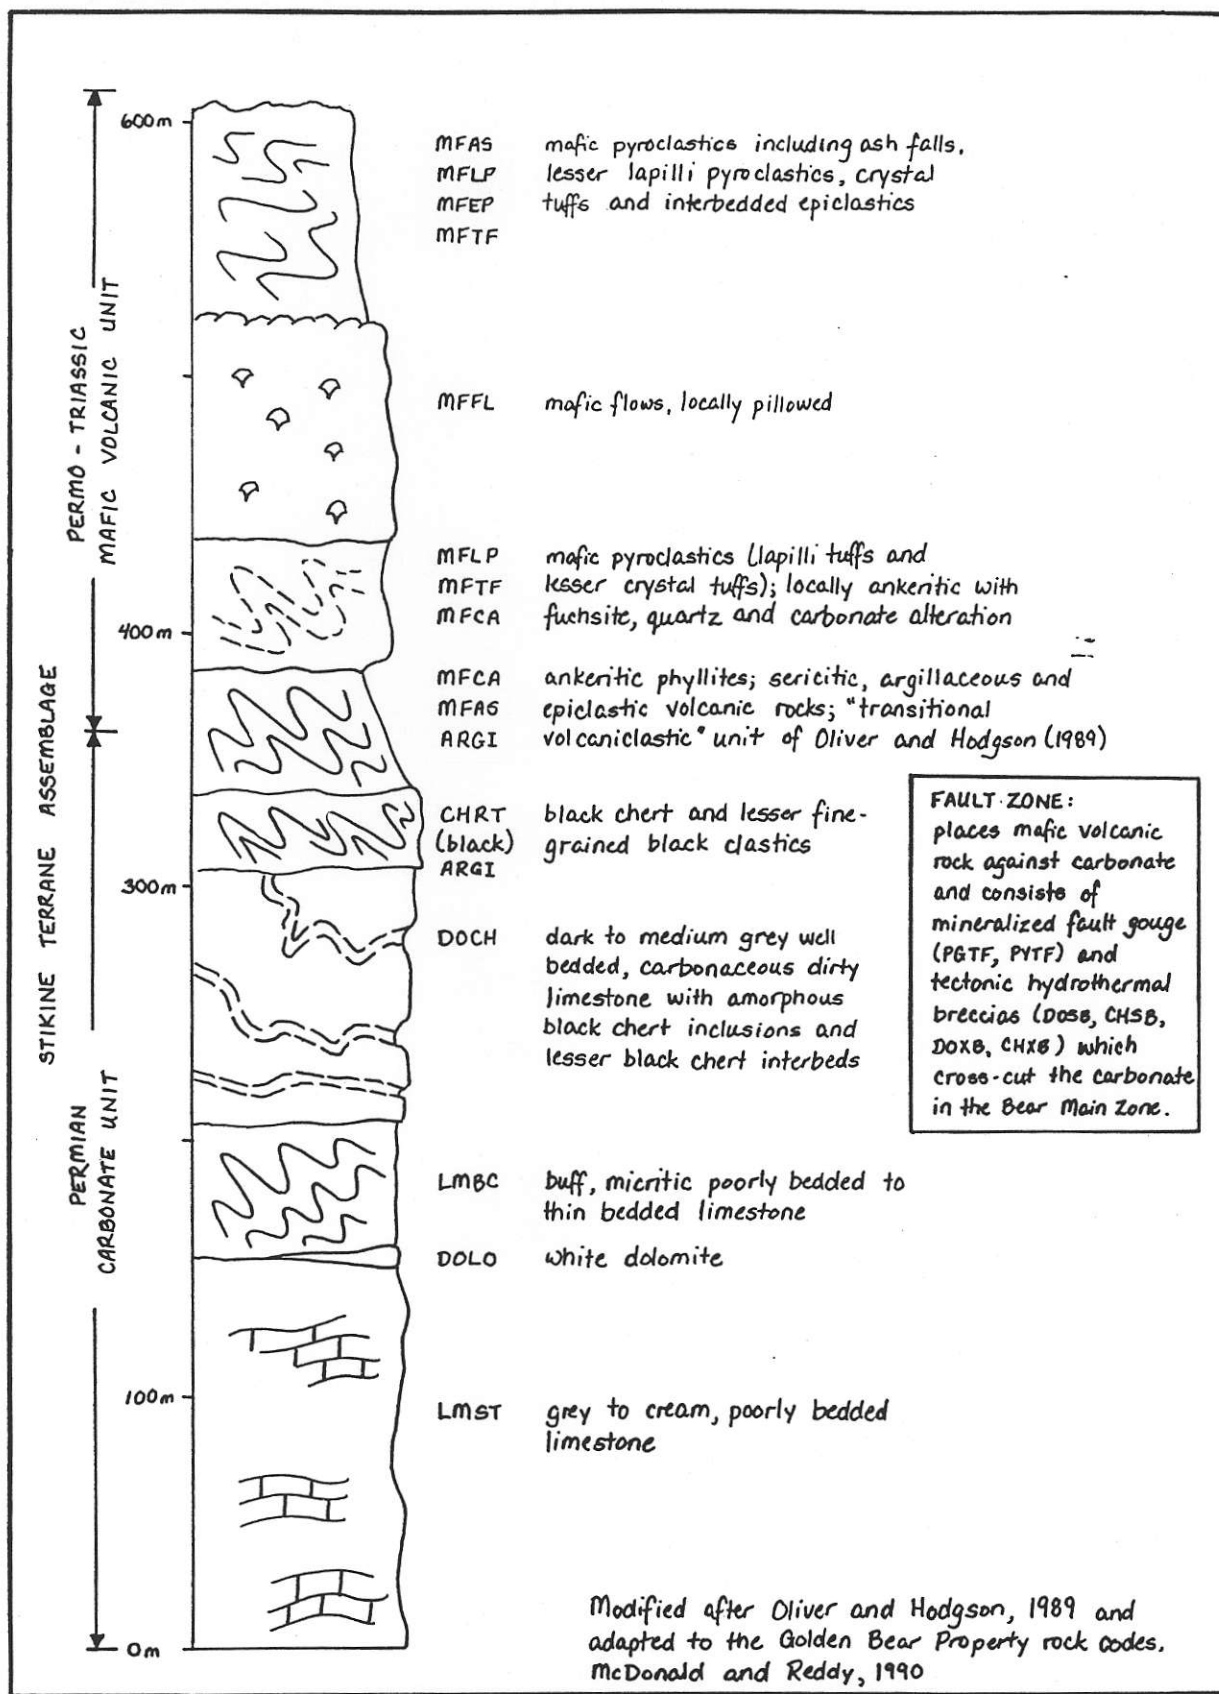 600m
MFAS mafic pyroclastics including ash falls,
MFLP lesser lapilli pyroclastics, crystal
MFEP tuffs and interbedded epiclastics
MFTF
PERMO - TRIASSIC
MAFIC VOLCANIC UNIT
MFFL mafic flows, locally pillowed
MFLP mafic pyroclastics (lapilli tuffs and
MFTF lesser crystal tuffs); locally ankeritic with
MFCA fuchsite, quartz and carbonate alteration
400m
STIKINE TERRANE ASSEMBLAGE
MFCA ankeritic phyllites; sericitic, argillaceous and
MFAS epiclastic volcanic rocks; "transitional
ARGI volcaniclastic" unit of Oliver and Hodgson (1989)
CHRT black chert and lesser fine-
(black) grained black clastics
ARGI
300m
FAULT ZONE:
places mafic volcanic
rock against carbonate
and consists of
mineralized fault gouge
(PGTF, PYTF) and
tectonic hydrothermal
breccias (DOSB, CHSB,
DOXB, CHXB) which
cross-cut the carbonate
in the Bear Main Zone.
DOCH dark to medium grey well
bedded, carbonaceous dirty
limestone with amorphous
black chert inclusions and
lesser black chert interbeds
PERMIAN
CARBONATE UNIT
LMBC buff, micritic poorly bedded to
thin bedded limestone
DOLO white dolomite
100m
LMST grey to cream, poorly bedded
limestone
0m
Modified after Oliver and Hodgson, 1989 and
adapted to the Golden Bear Property rock codes.
McDonald and Reddy, 1990